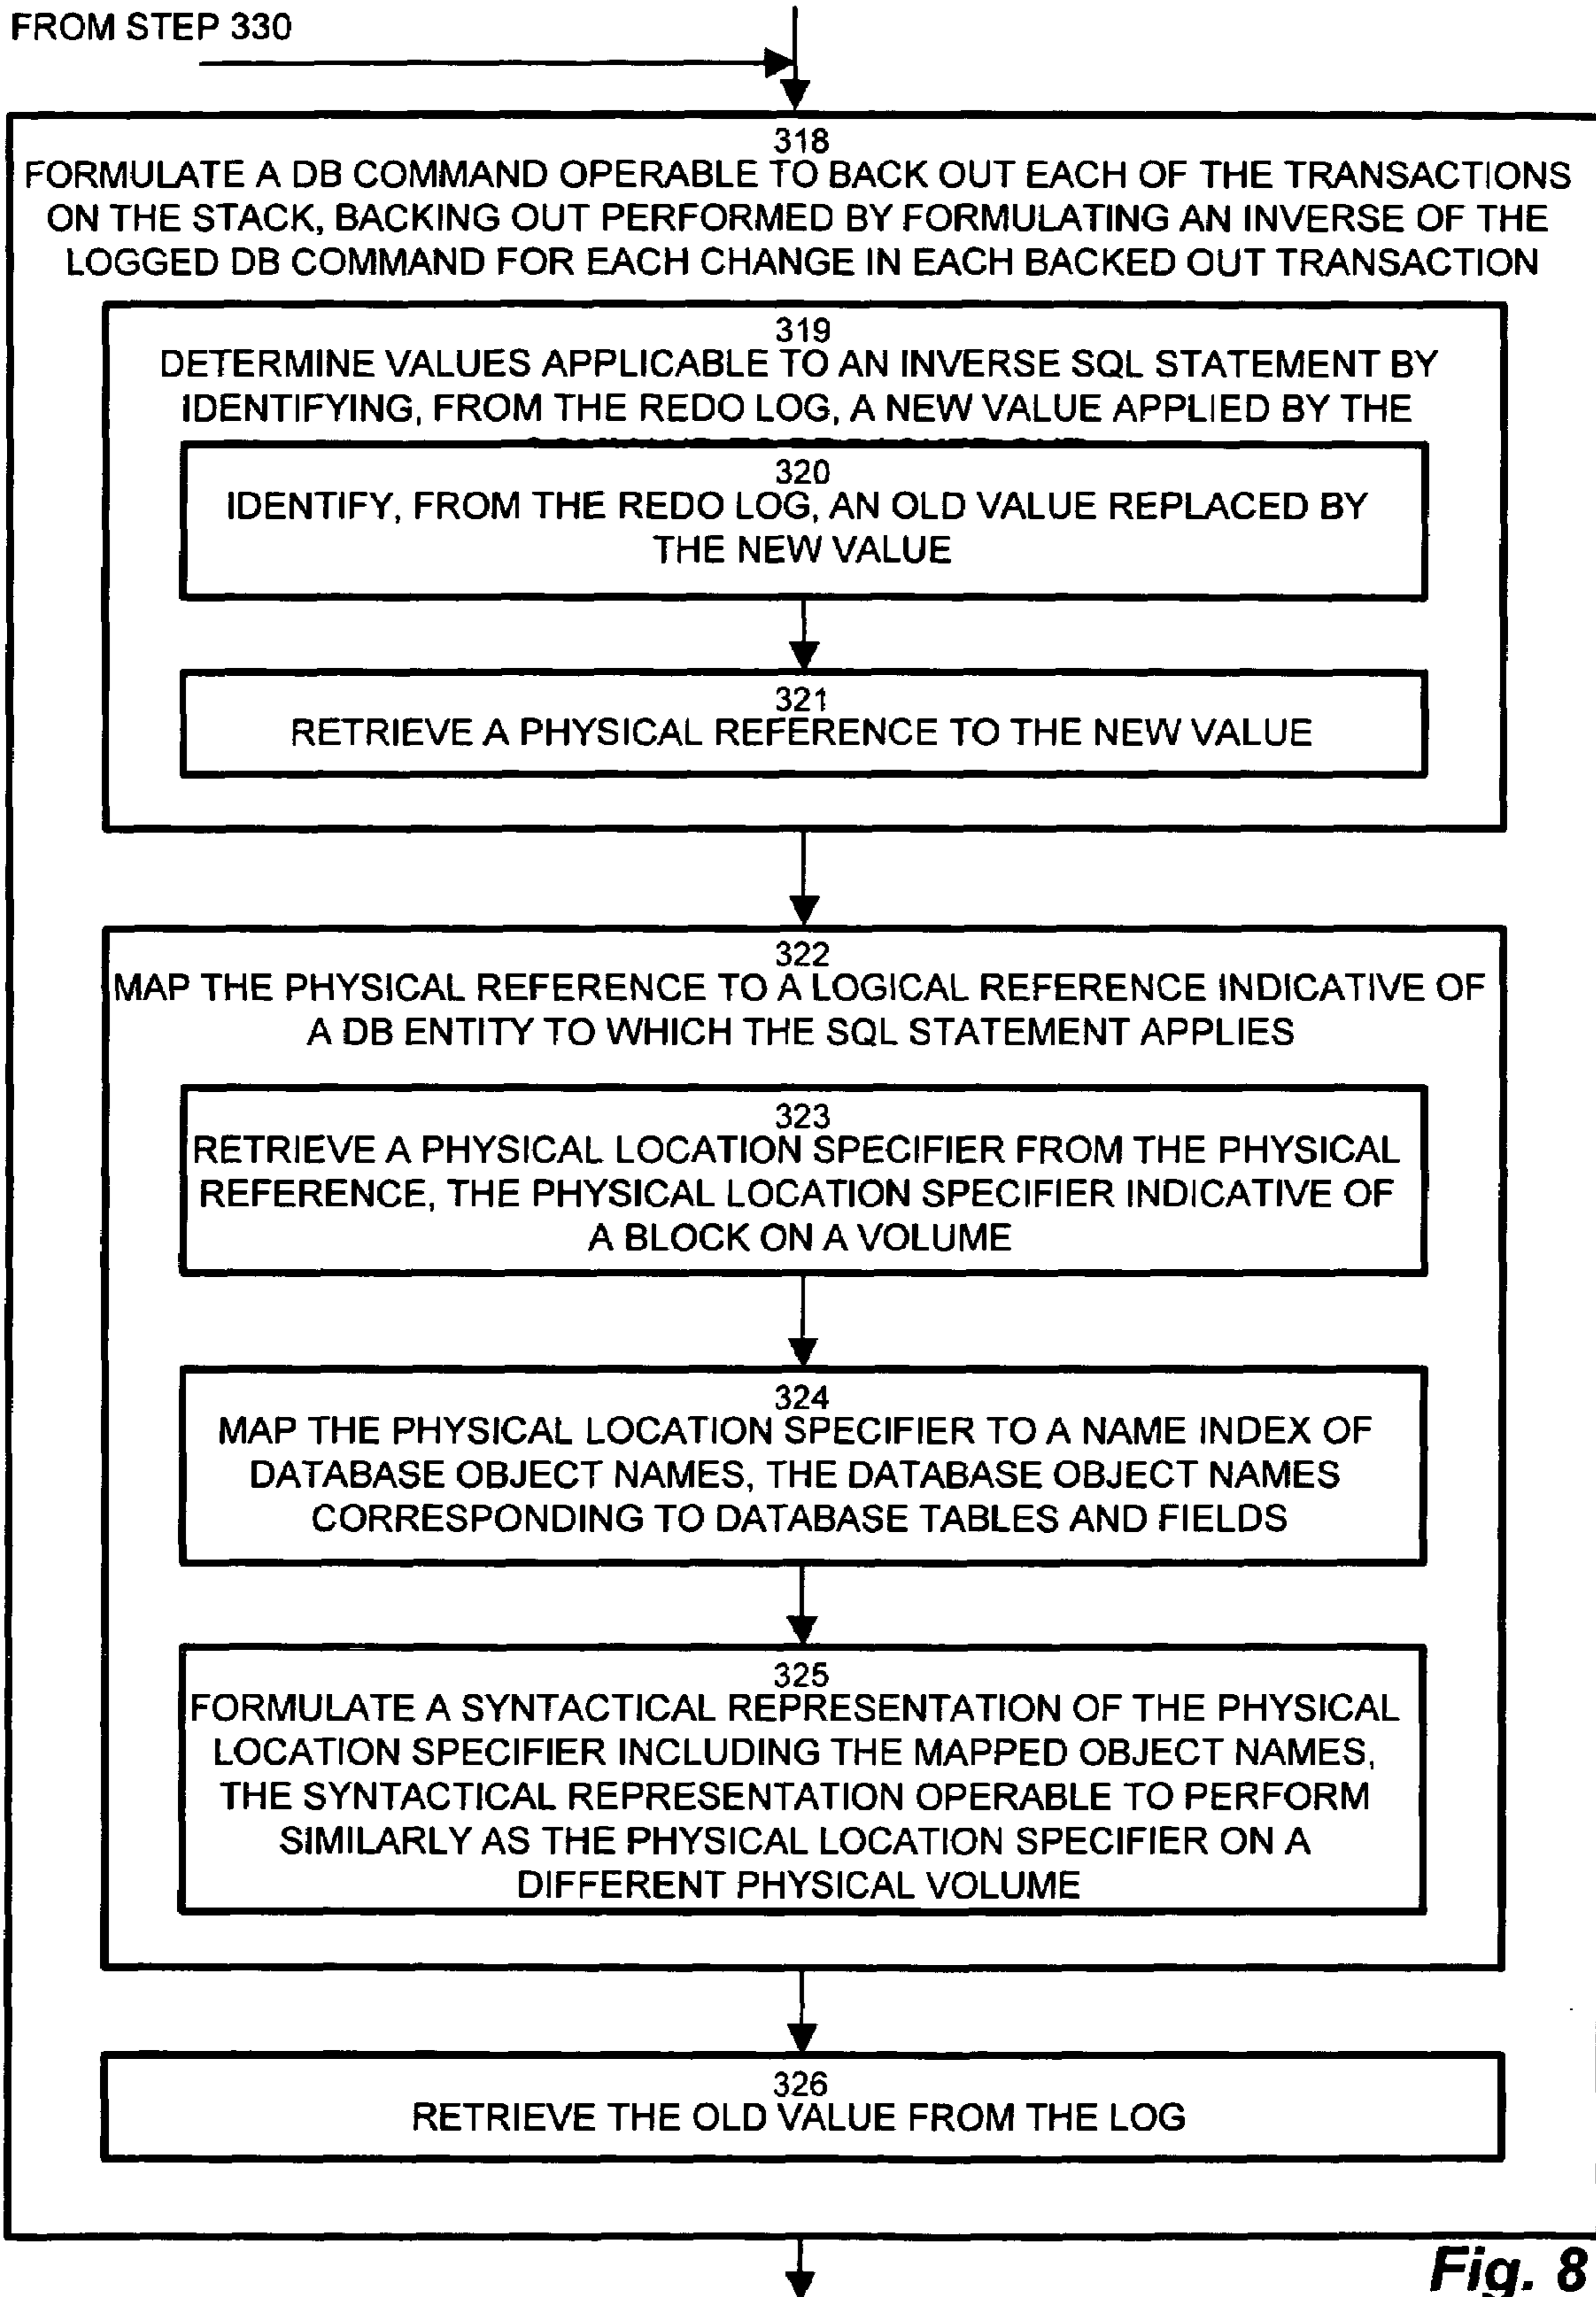 FROM STEP 330
318
FORMULATE A DB COMMAND OPERABLE TO BACK OUT EACH OF THE TRANSACTIONS
ON THE STACK, BACKING OUT PERFORMED BY FORMULATING AN INVERSE OF THE
LOGGED DB COMMAND FOR EACH CHANGE IN EACH BACKED OUT TRANSACTION
319
DETERMINE VALUES APPLICABLE TO AN INVERSE SQL STATEMENT BY
IDENTIFYING, FROM THE REDO LOG, A NEW VALUE APPLIED BY THE
320
IDENTIFY, FROM THE REDO LOG, AN OLD VALUE REPLACED BY
THE NEW VALUE
321
RETRIEVE A PHYSICAL REFERENCE TO THE NEW VALUE
322
MAP THE PHYSICAL REFERENCE TO A LOGICAL REFERENCE INDICATIVE OF
A DB ENTITY TO WHICH THE SQL STATEMENT APPLIES
323
RETRIEVE A PHYSICAL LOCATION SPECIFIER FROM THE PHYSICAL
REFERENCE, THE PHYSICAL LOCATION SPECIFIER INDICATIVE OF
A BLOCK ON A VOLUME
324
MAP THE PHYSICAL LOCATION SPECIFIER TO A NAME INDEX OF
DATABASE OBJECT NAMES, THE DATABASE OBJECT NAMES
CORRESPONDING TO DATABASE TABLES AND FIELDS
325
FORMULATE A SYNTACTICAL REPRESENTATION OF THE PHYSICAL
LOCATION SPECIFIER INCLUDING THE MAPPED OBJECT NAMES,
THE SYNTACTICAL REPRESENTATION OPERABLE TO PERFORM
SIMILARLY AS THE PHYSICAL LOCATION SPECIFIER ON A
DIFFERENT PHYSICAL VOLUME
326
RETRIEVE THE OLD VALUE FROM THE LOG
Fig. 8